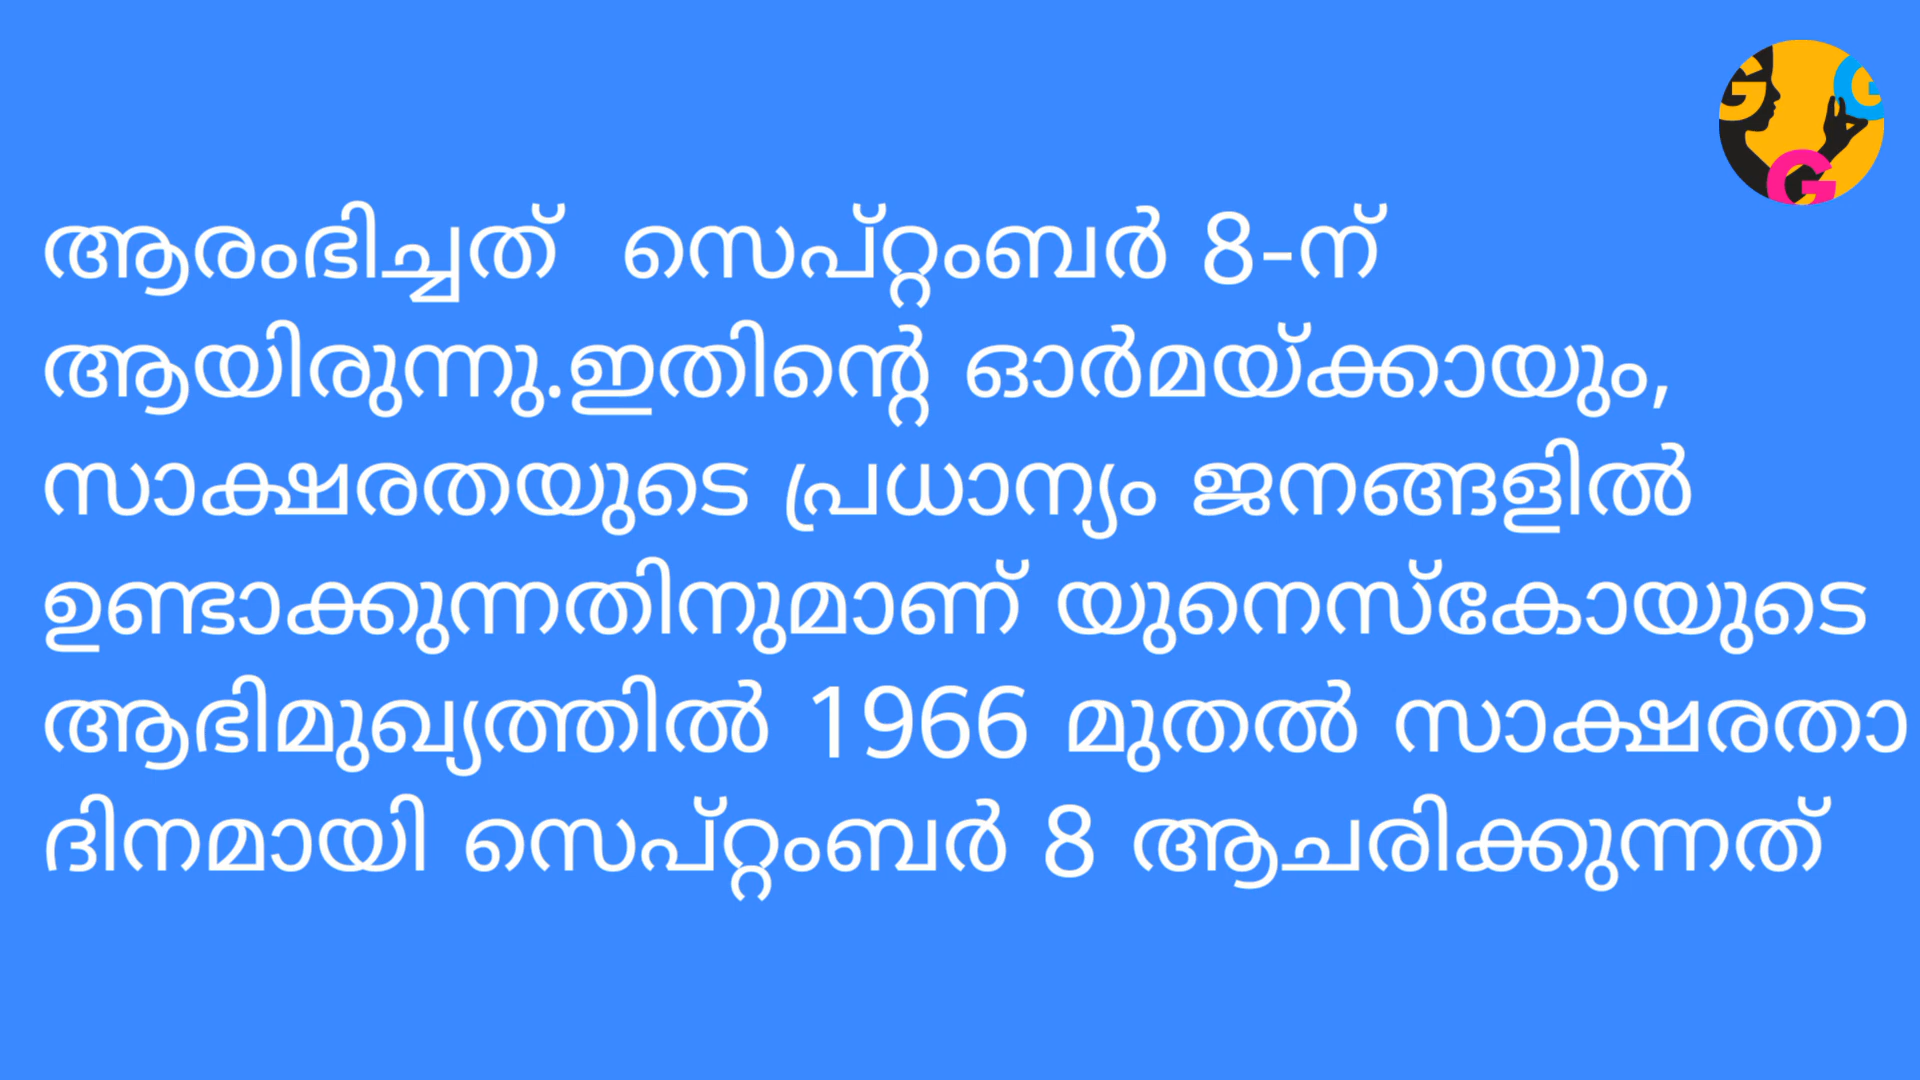 ആരംഭിച്ചത്  സെപ്റ്റംബർ 8-ന്
ആയിരുന്നു.ഇതിന്റെ ഓർമയ്ക്കായും,
സാക്ഷരതയുടെ പ്രധാന്യം ജനങ്ങളിൽ
ഉണ്ടാക്കുന്നതിനുമാണ് യുനെസ്കോയുടെ
ആഭിമുഖ്യത്തിൽ 1966 മുതൽ സാക്ഷരതാ
ദിനമായി സെപ്റ്റംബർ 8 ആചരിക്കുന്നത്